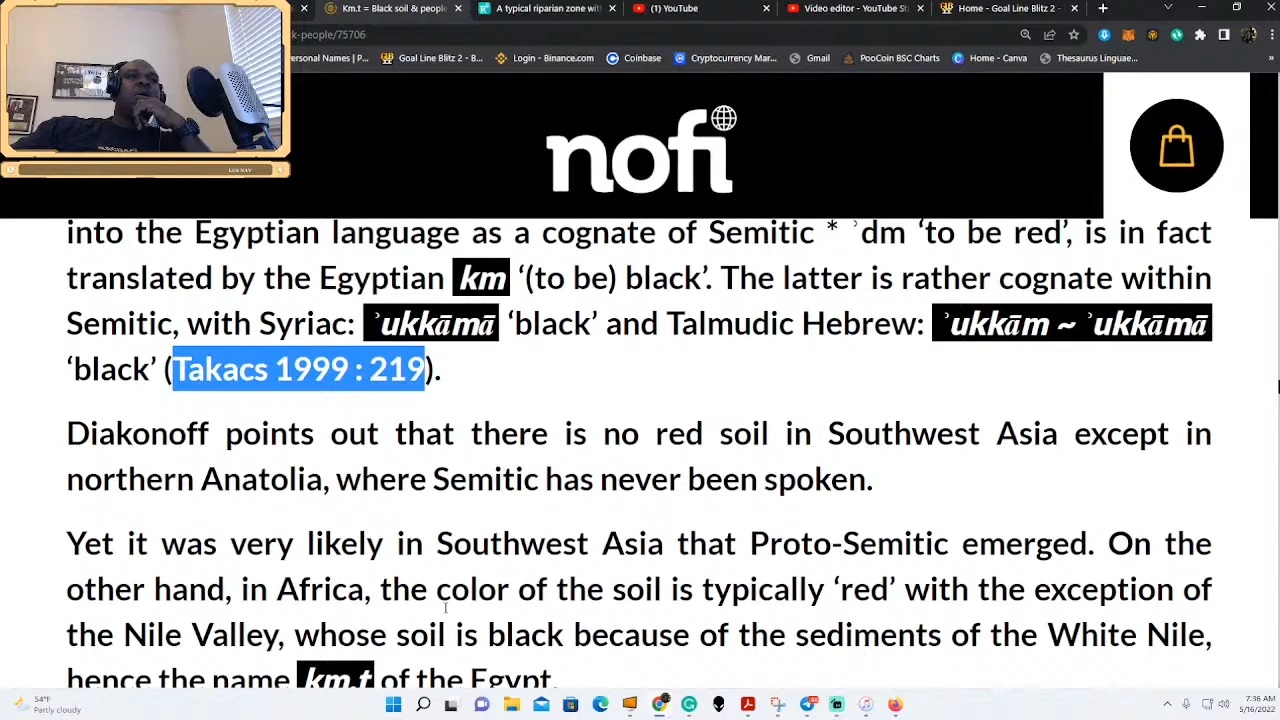 Km.t = Black soil & people
A typical riparian zone wit
(1) YouTube
Video editor - YouTube St
Home - Goal Line Blitz 2 -
k-people/75706
ersonal Names | P...
Goal Line Blitz 2 - B...
Login - Binance.com
Coinbase
Cryptocurrency Mar...
Gmail
PooCoin BSC Charts
Home - Canva
Thesaurus Linguae...
nofi
into the Egyptian language as a cognate of Semitic * ʾdm ‘to be red’, is in fact
translated by the Egyptian km ‘(to be) black’. The latter is rather cognate within
Semitic, with Syriac: ʾukkāmā ‘black’ and Talmudic Hebrew: ʾukkām ~ ʾukkāmā
‘black’ (Takacs 1999 : 219).
Diakonoff points out that there is no red soil in Southwest Asia except in
northern Anatolia, where Semitic has never been spoken.
Yet it was very likely in Southwest Asia that Proto-Semitic emerged. On the
other hand, in Africa, the color of the soil is typically ‘red’ with the exception of
the Nile Valley, whose soil is black because of the sediments of the White Nile,
hence the name km.t of the Egypt.
54°F
Partly cloudy
7:36 AM
5/16/2022